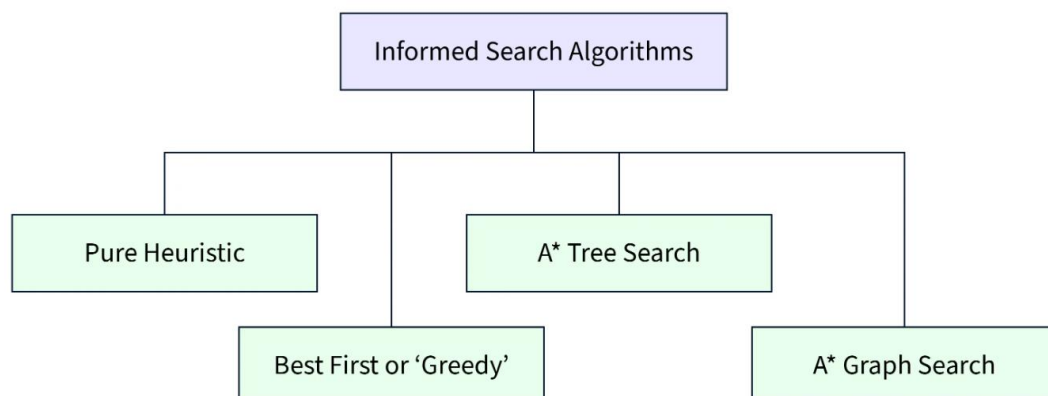 Informed Search Algorithms
Pure Heuristic
A* Tree Search
Best First or ‘Greedy’
A* Graph Search